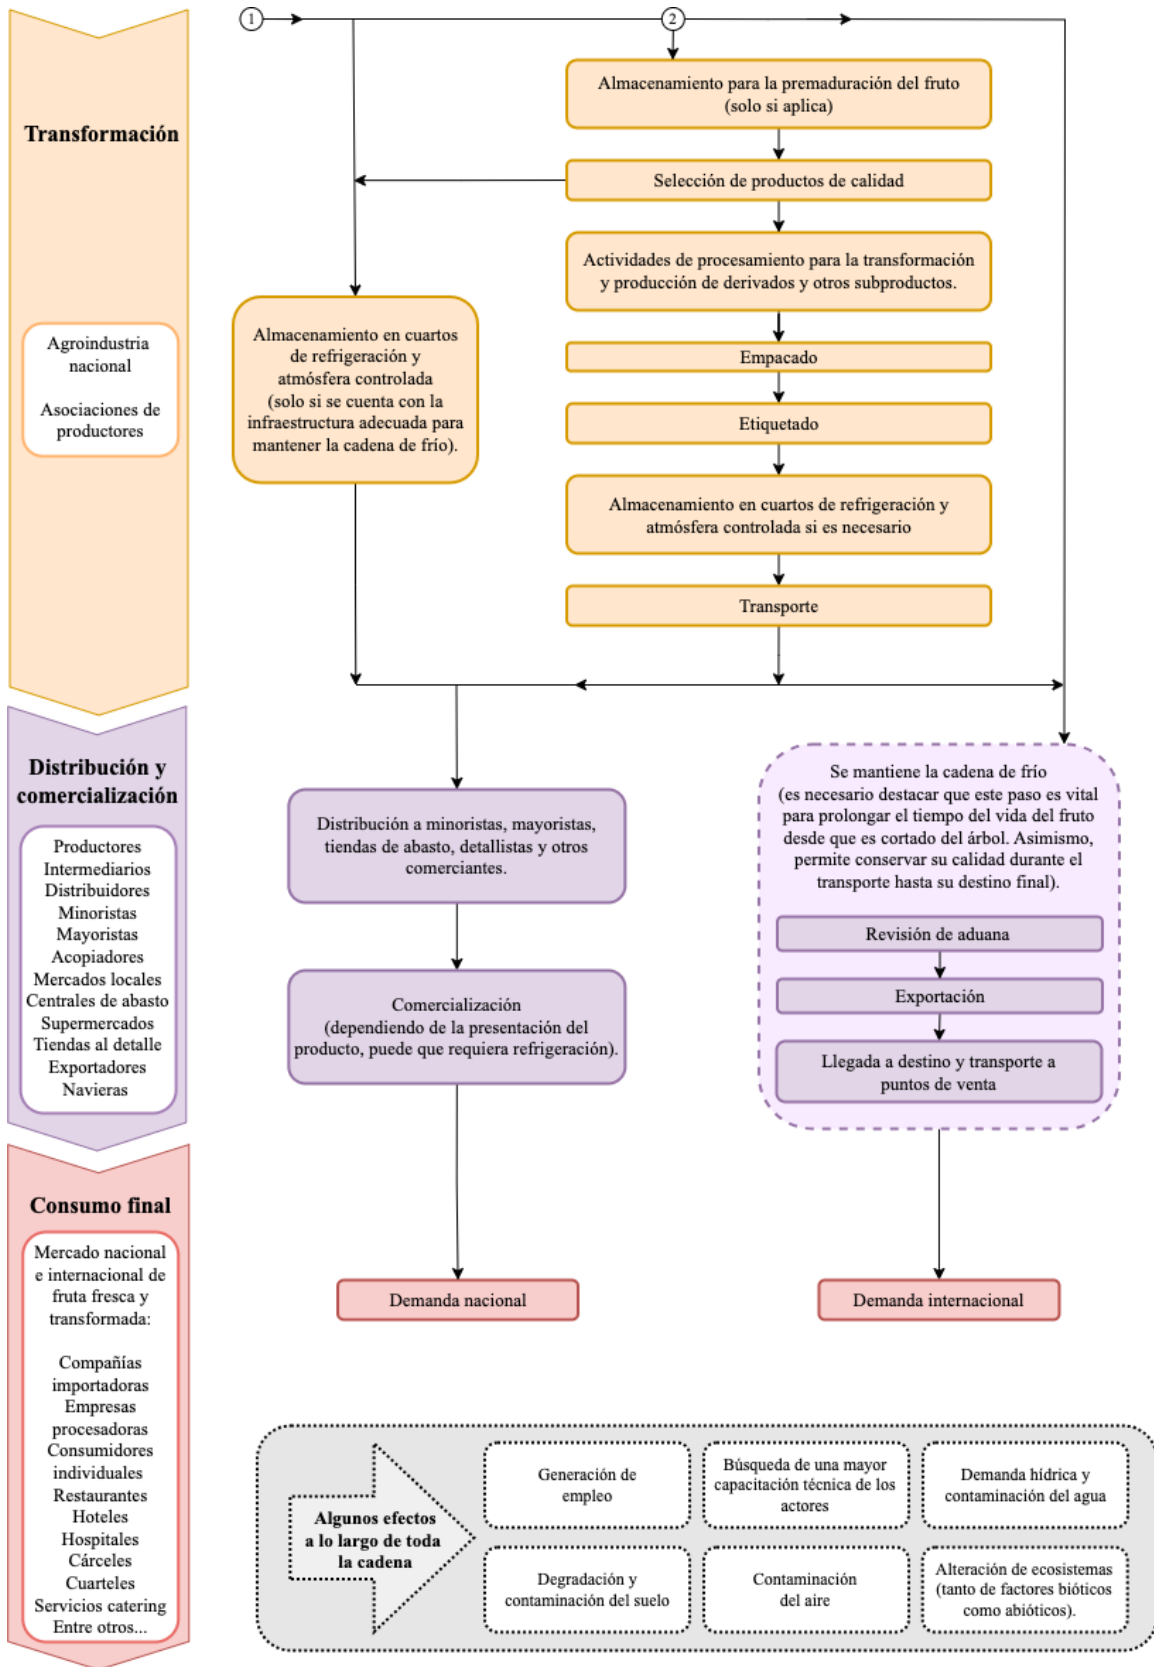 1
2
Transformación
Agroindustria
nacional
Asociaciones de
productores
Almacenamiento para la premaduración del fruto
(solo si aplica)
Selección de productos de calidad
Actividades de procesamiento para la transformación
y producción de derivados y otros subproductos.
Almacenamiento en cuartos
de refrigeración y
atmósfera controlada
(solo si se cuenta con la
infraestructura adecuada para
mantener la cadena de frío).
Empacado
Etiquetado
Almacenamiento en cuartos de refrigeración y
atmósfera controlada si es necesario
Transporte
Distribución y
comercialización
Productores
Intermediarios
Distribuidores
Minoristas
Mayoristas
Acopiadores
Mercados locales
Centrales de abasto
Supermercados
Tiendas al detalle
Exportadores
Navieras
Distribución a minoristas, mayoristas,
tiendas de abasto, detallistas y otros
comerciantes.
Comercialización
(dependiendo de la presentación del
producto, puede que requiera refrigeración).
Se mantiene la cadena de frío
(es necesario destacar que este paso es vital
para prolongar el tiempo del vida del fruto
desde que es cortado del árbol. Asimismo,
permite conservar su calidad durante el
transporte hasta su destino final).
Revisión de aduana
Exportación
Llegada a destino y transporte a
puntos de venta
Consumo final
Mercado nacional
e internacional de
fruta fresca y
transformada:
Compañías
importadoras
Empresas
procesadoras
Consumidores
individuales
Restaurantes
Hoteles
Hospitales
Cárceles
Cuarteles
Servicios catering
Entre otros...
Demanda nacional
Demanda internacional
Algunos efectos
a lo largo de toda
la cadena
Generación de
empleo
Búsqueda de una mayor
capacitación técnica de los
actores
Demanda hídrica y
contaminación del agua
Degradación y
contaminación del suelo
Contaminación
del aire
Alteración de ecosistemas
(tanto de factores bióticos
como abióticos).